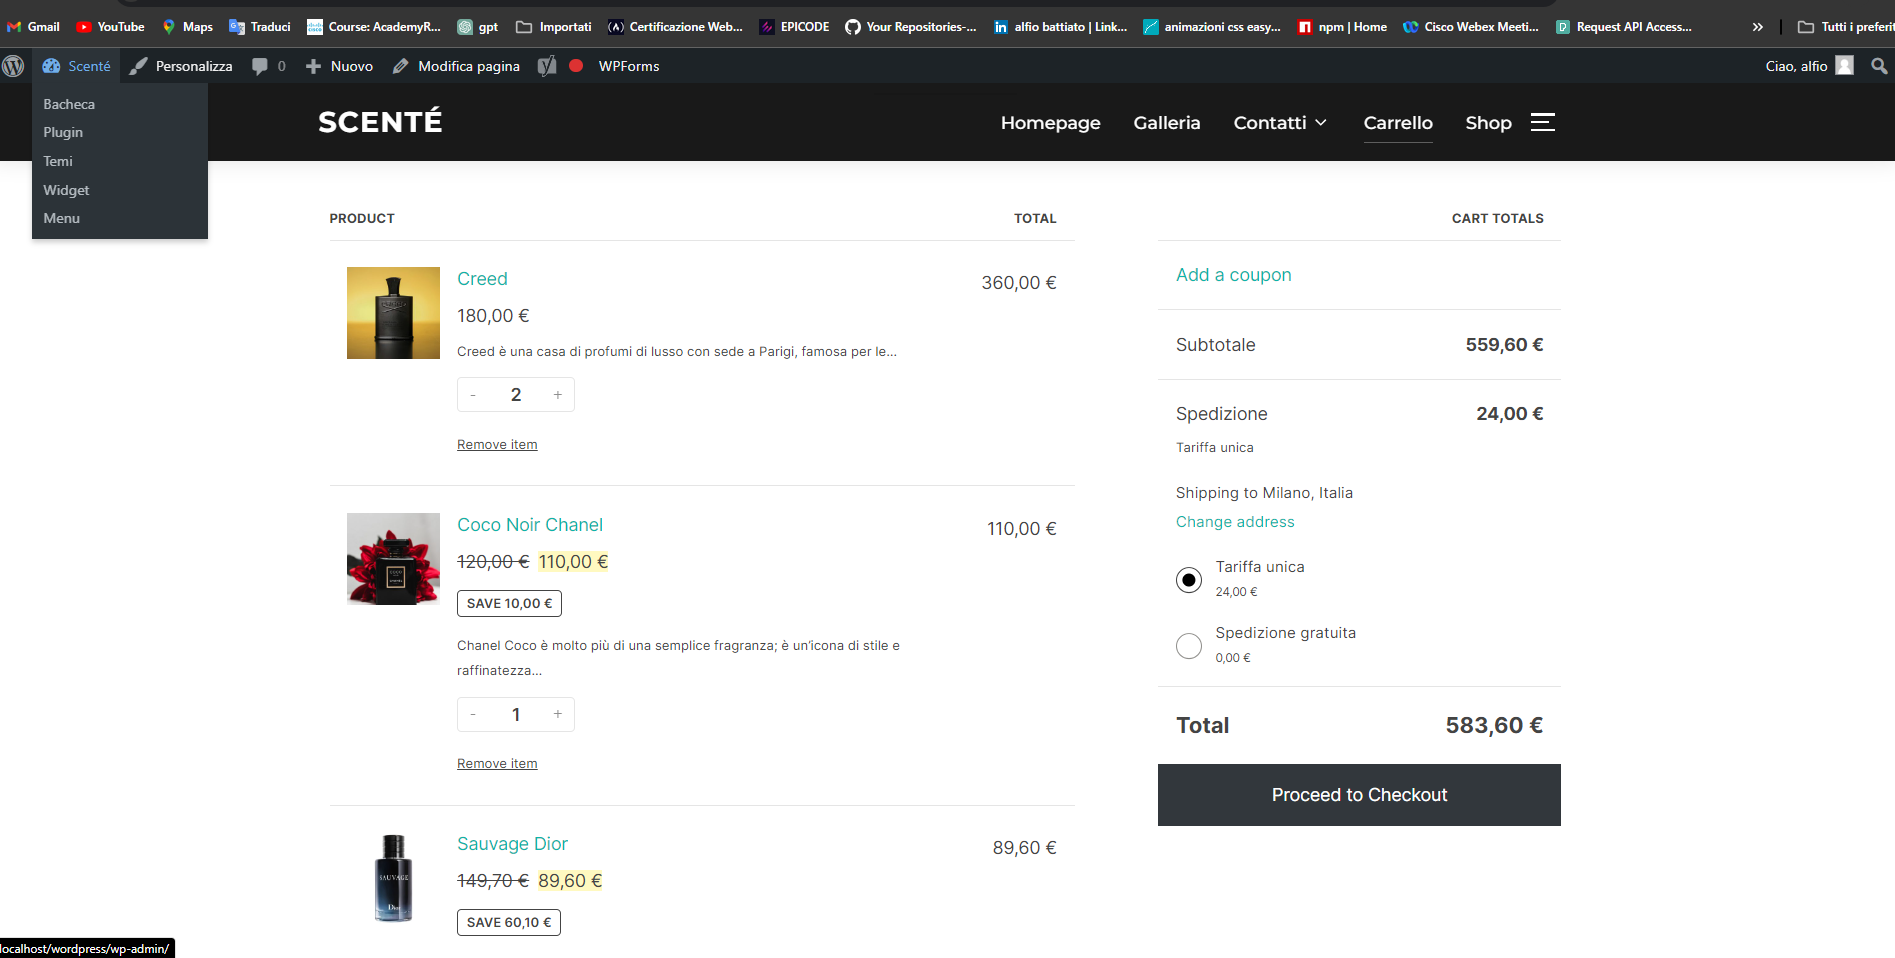 Gmail YouTube Maps Traduci Course: AcademyR... gpt Importati Certificazione Web... EPICODE Your Repositories-... alfio battiato | Link... animazioni css easy... npm | Home Cisco Webex Meeti... Request API Access... » Tutti i preferit
Scenté Personalizza 0 Nuovo Modifica pagina WPForms Ciao, alfio
Bacheca
Plugin
Temi
Widget
Menu
SCENTÉ Homepage Galleria Contatti Carrello Shop
PRODUCT TOTAL
Creed 360,00 €
180,00 €
Creed è una casa di profumi di lusso con sede a Parigi, famosa per le...
- 2 +
Remove item
Coco Noir Chanel 110,00 €
120,00 € 110,00 €
SAVE 10,00 €
Chanel Coco è molto più di una semplice fragranza; è un'icona di stile e
raffinatezza...
- 1 +
Remove item
Sauvage Dior 89,60 €
149,70 € 89,60 €
SAVE 60,10 €
SAUVAGE
Dior
COCO
CART TOTALS
Add a coupon
Subtotale 559,60 €
Spedizione 24,00 €
Tariffa unica
Shipping to Milano, Italia
Change address
Tariffa unica
24,00 €
Spedizione gratuita
0,00 €
Total 583,60 €
Proceed to Checkout
localhost/wordpress/wp-admin/